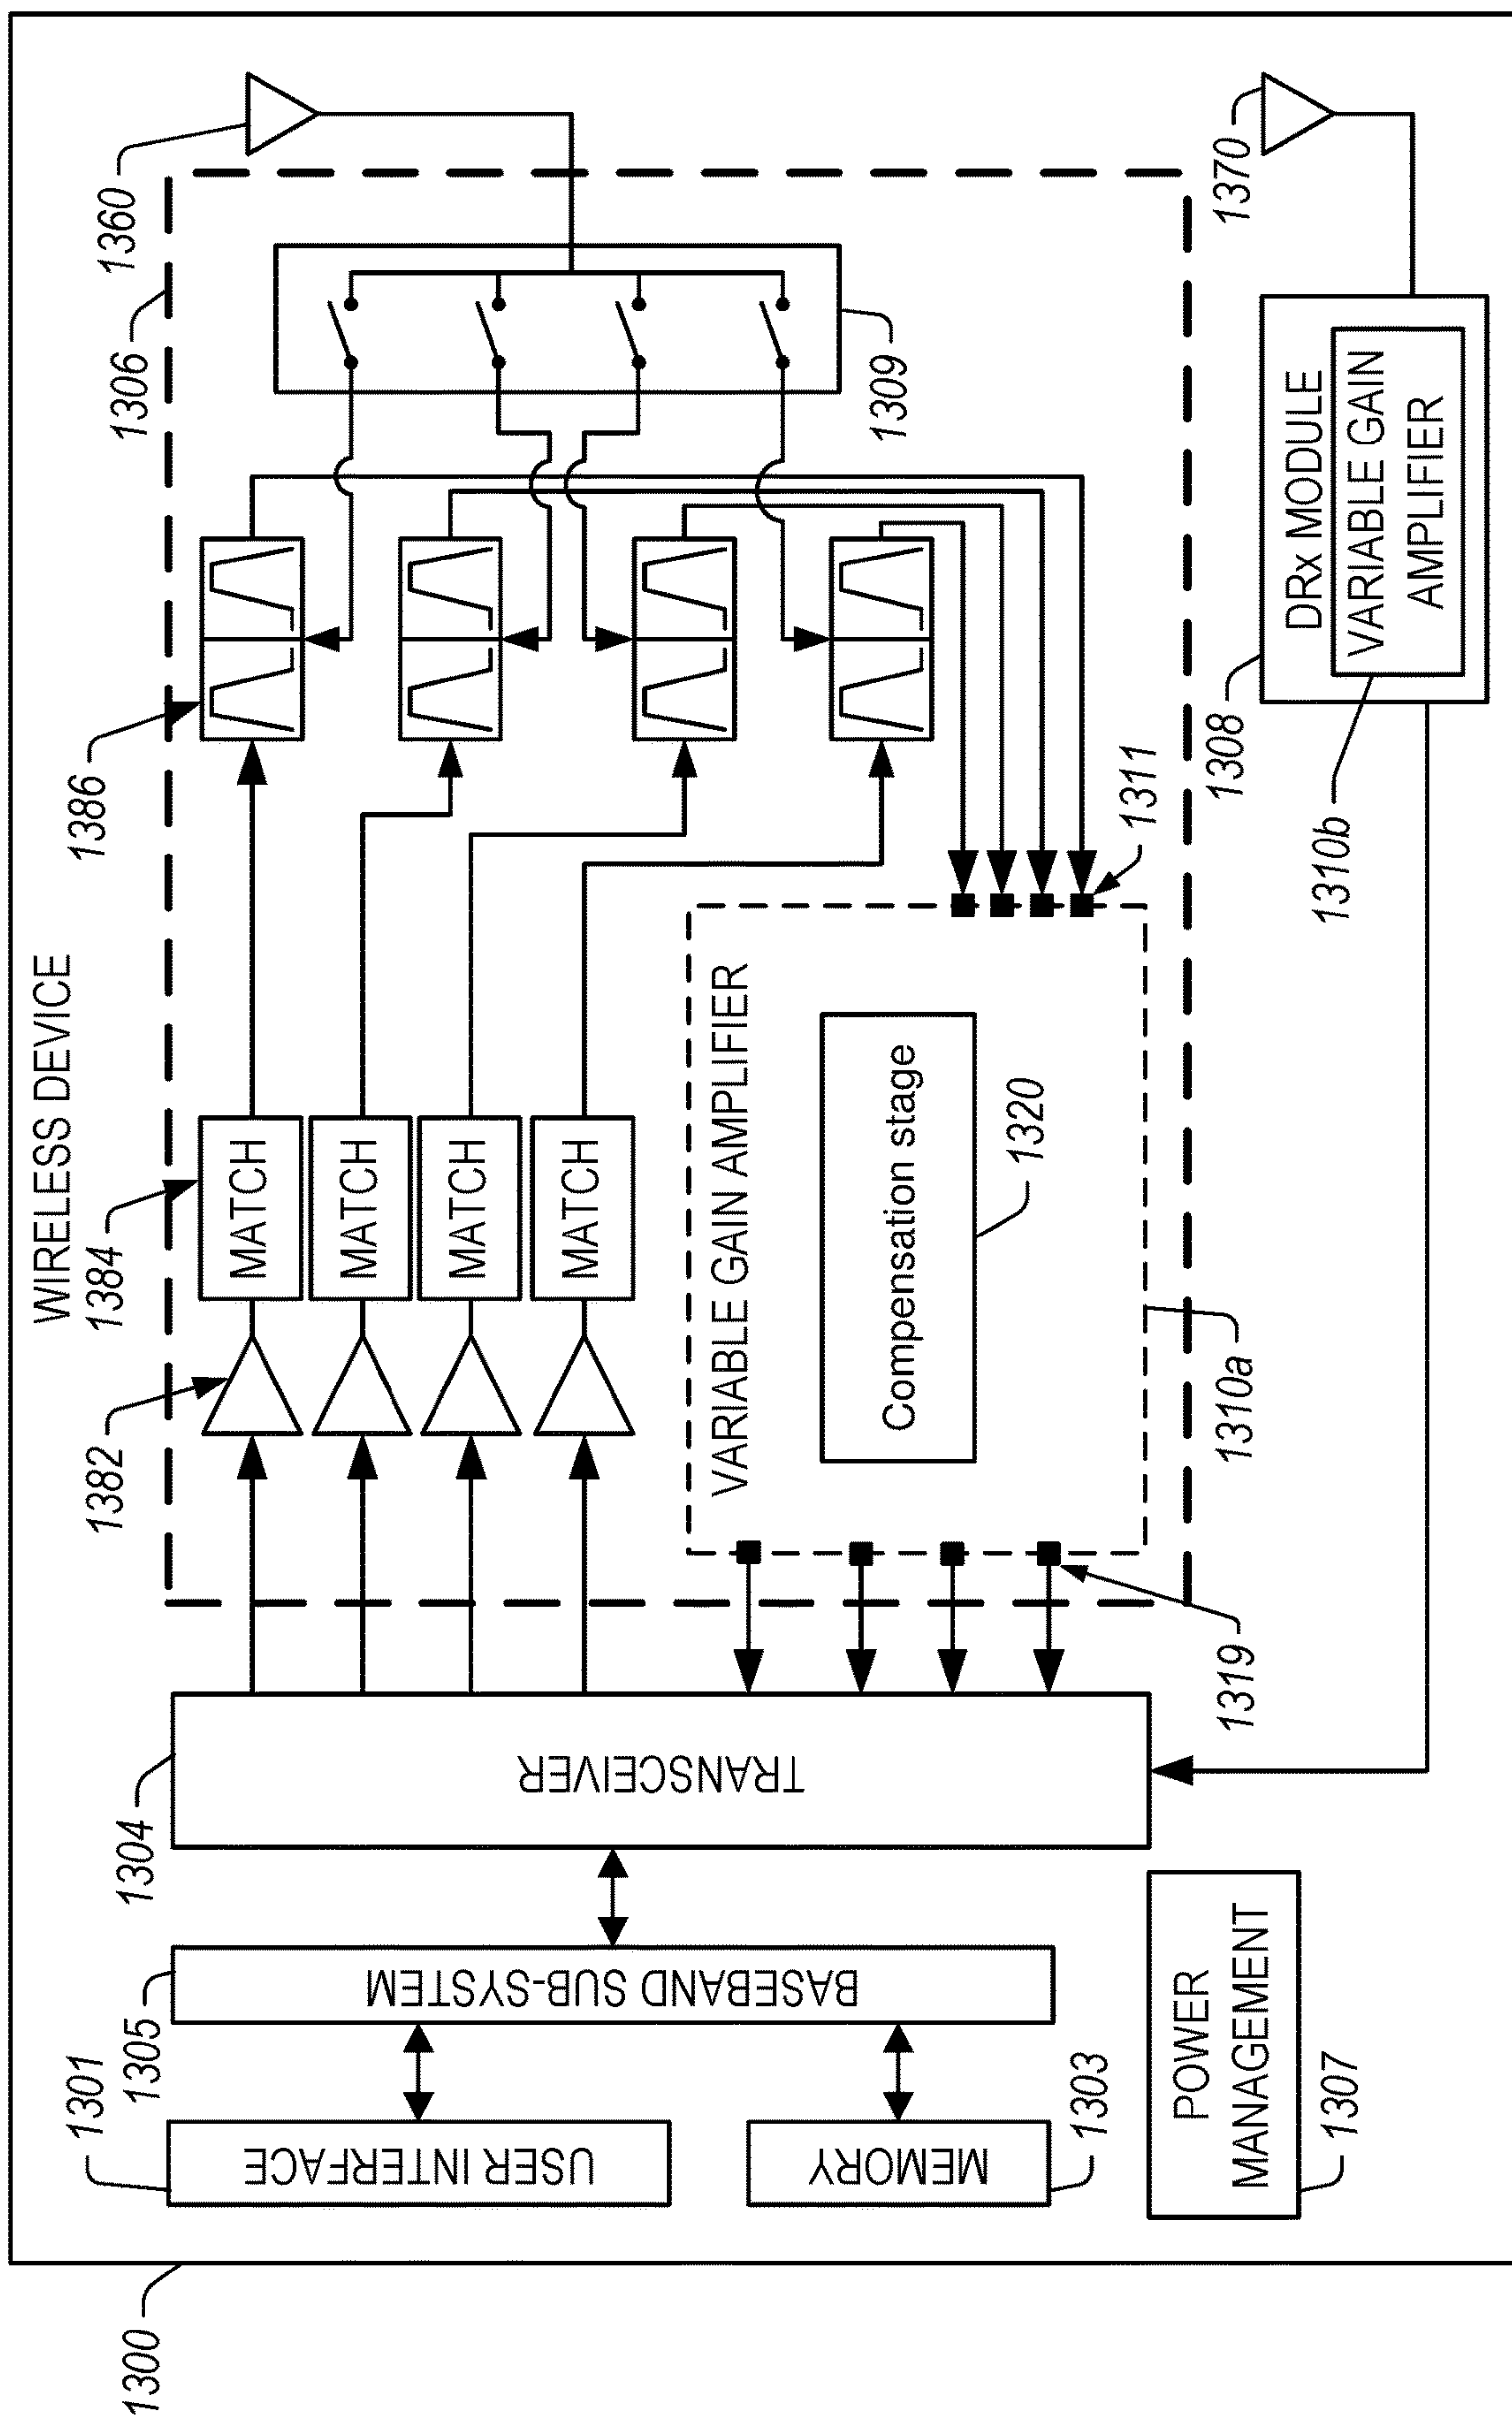 WIRELESS DEVICE
1300
1301
USER INTERFACE
1303
MEMORY
1305
BASEBAND SUB-SYSTEM
1304
TRANSCEIVER
1307
POWER
MANAGEMENT
1382
1384
MATCH
MATCH
MATCH
MATCH
1386
1306
1360
1309
VARIABLE GAIN AMPLIFIER
Compensation stage
1320
1311
1319
1310a
1308
DRx MODULE
VARIABLE GAIN
AMPLIFIER
1310b
1370